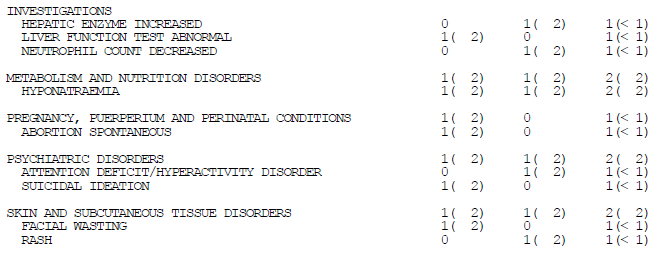 INVESTIGATIONS
HEPATIC ENZYME INCREASED 0 1( 2) 1(< 1)
LIVER FUNCTION TEST ABNORMAL 1( 2) 0 1(< 1)
NEUTROPHIL COUNT DECREASED 0 1( 2) 1(< 1)
METABOLISM AND NUTRITION DISORDERS 1( 2) 1( 2) 2( 2)
HYPONATRAEMIA 1( 2) 1( 2) 2( 2)
PREGNANCY, PUERPERIUM AND PERINATAL CONDITIONS 1( 2) 0 1(< 1)
ABORTION SPONTANEOUS 1( 2) 0 1(< 1)
PSYCHIATRIC DISORDERS 1( 2) 1( 2) 2( 2)
ATTENTION DEFICIT/HYPERACTIVITY DISORDER 0 1( 2) 1(< 1)
SUICIDAL IDEATION 1( 2) 0 1(< 1)
SKIN AND SUBCUTANEOUS TISSUE DISORDERS 1( 2) 1( 2) 2( 2)
FACIAL WASTING 1( 2) 0 1(< 1)
RASH 0 1( 2) 1(< 1)